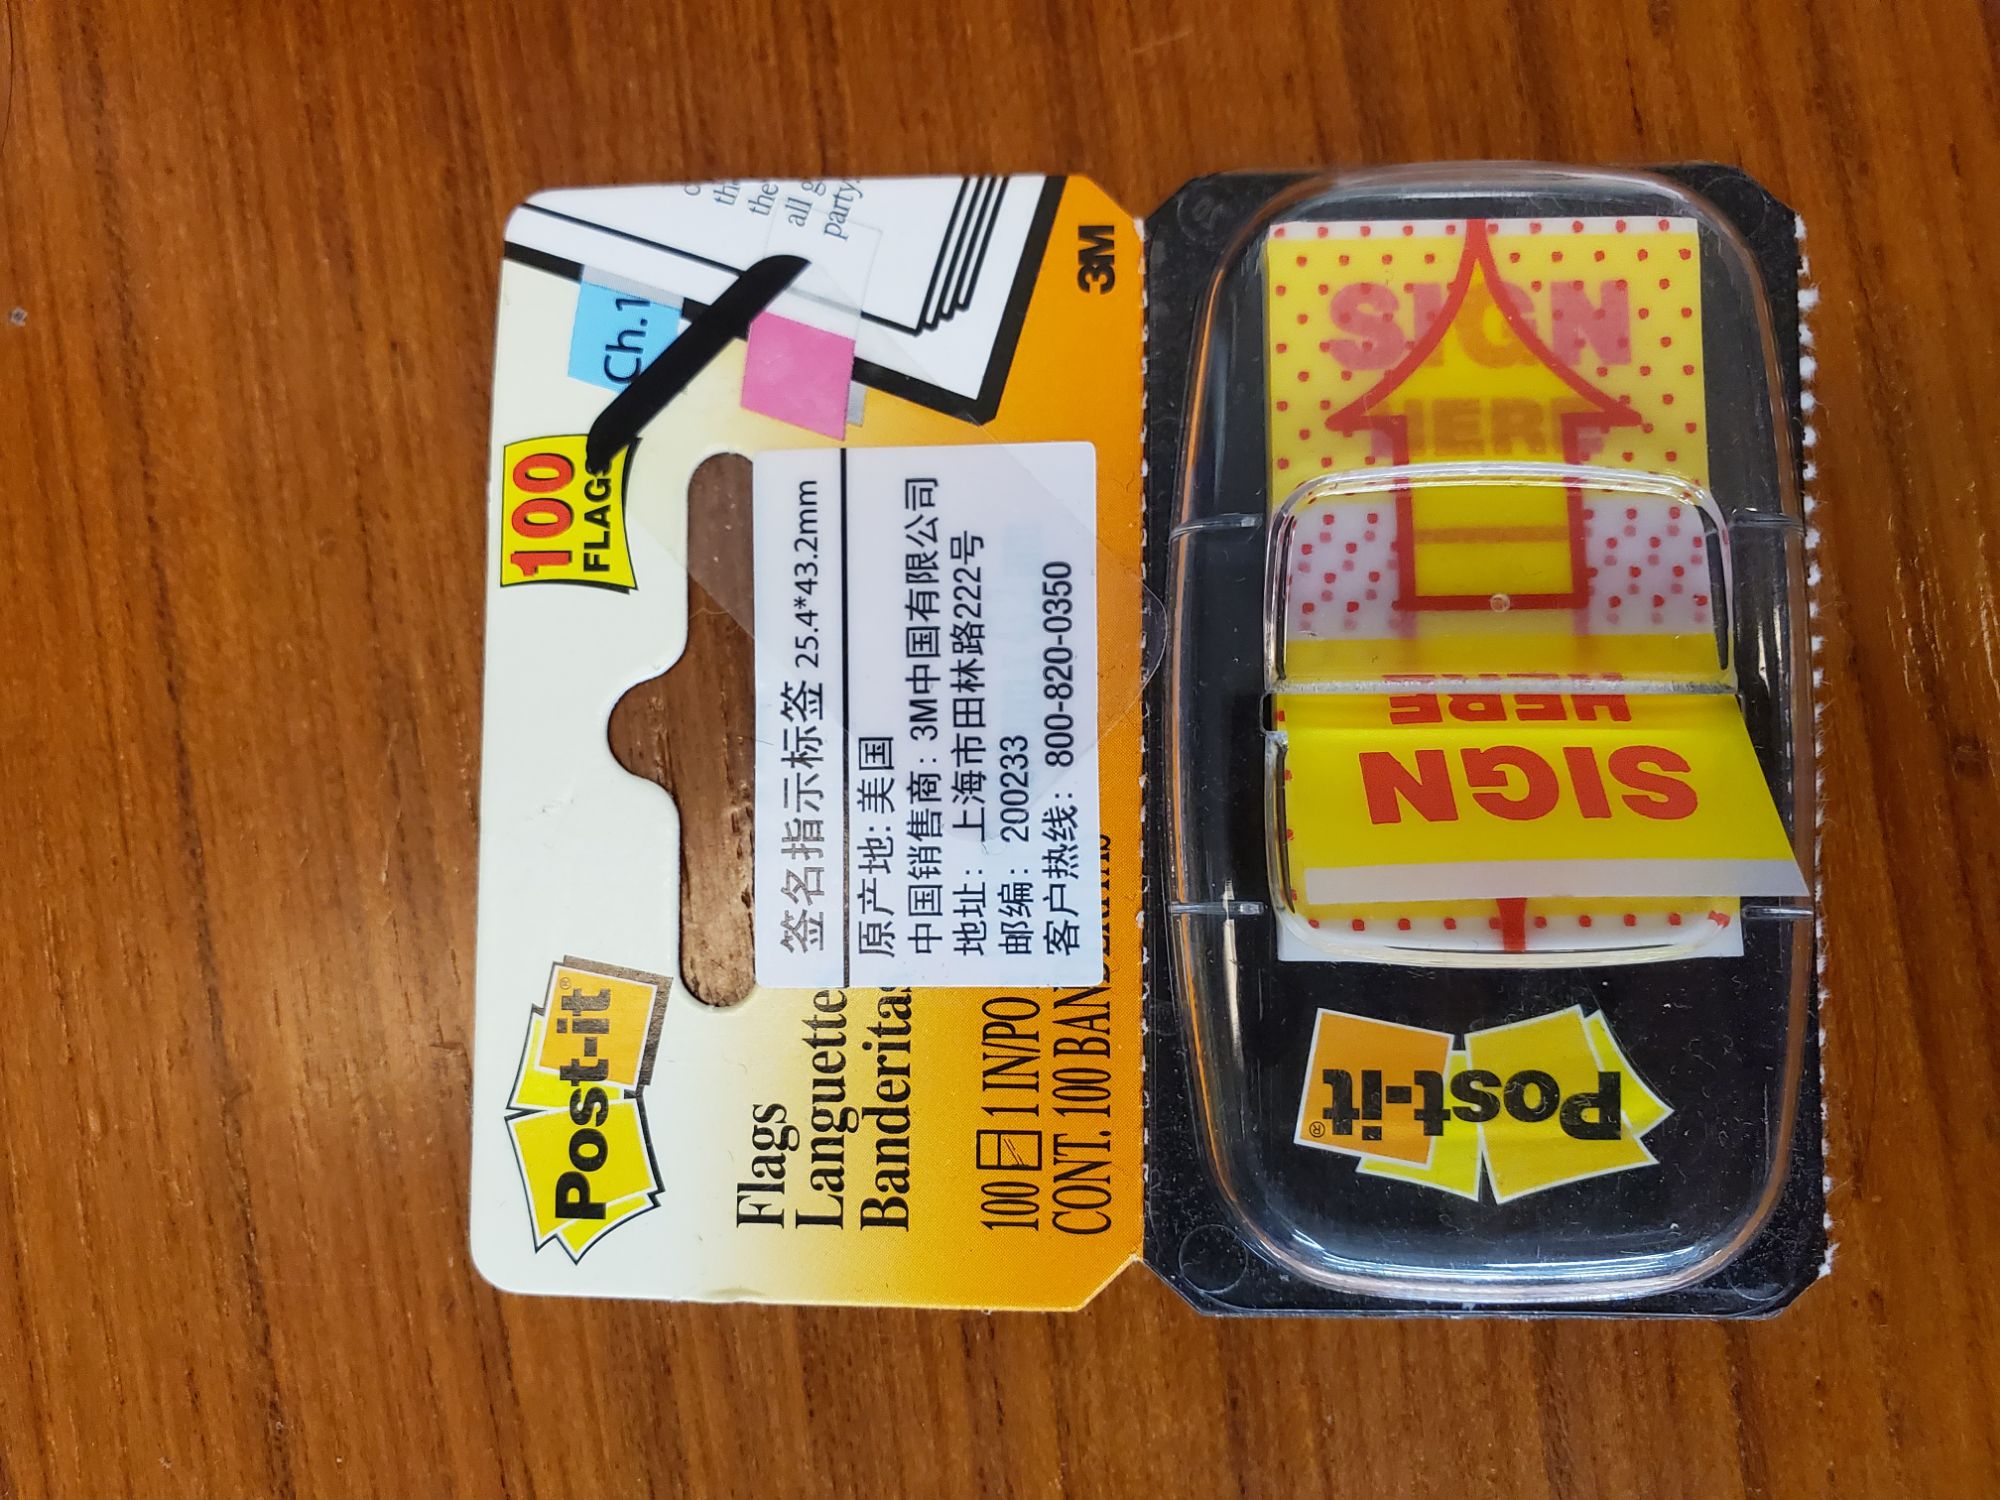 Post-it®
100
FLAGS
Ch.1
the
all
party.
Flags
Languette
Banderitas
100 1 IN/PO
CONT. 100
3M
签名指示标签 25.4*43.2mm
原产地: 美国
中国销售商: 3M中国有限公司
地址: 上海市田林路222号
邮编: 200233
客户热线: 800-820-0350
SIGN
HERE
SIGN
HERE
Post-it®